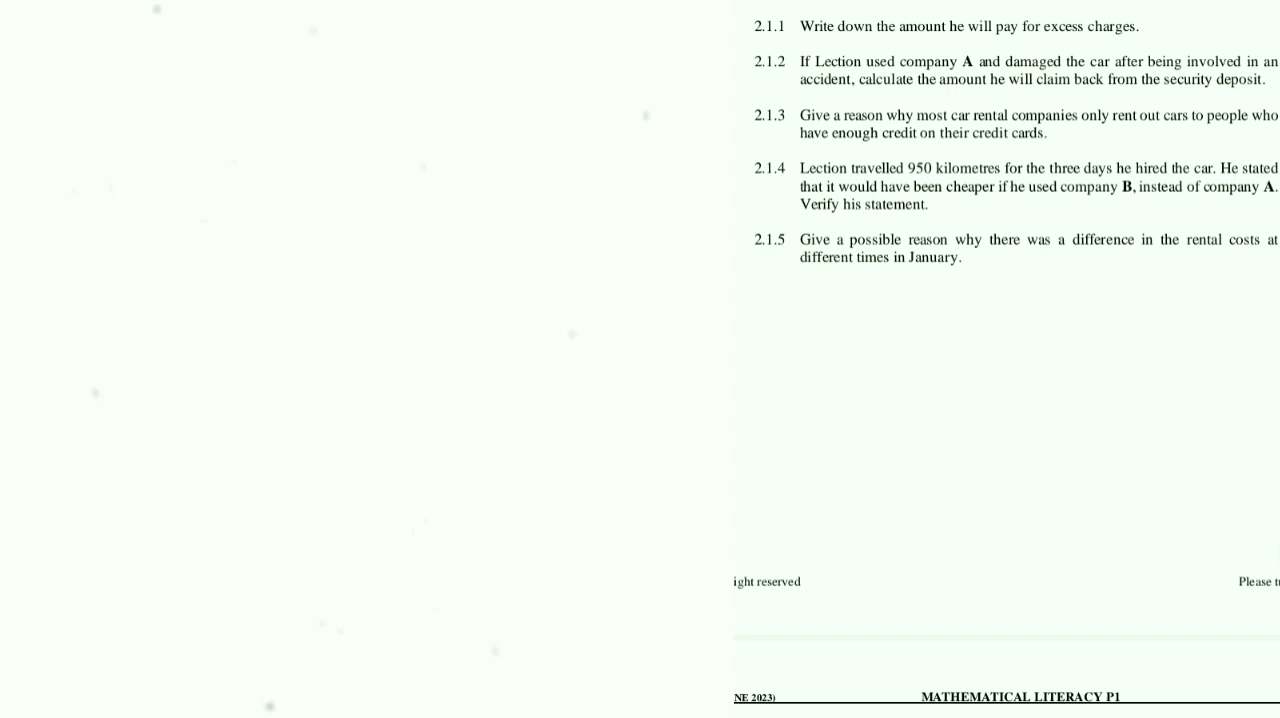 2.1.1 Write down the amount he will pay for excess charges.
2.1.2 If Lection used company A and damaged the car after being involved in an
accident, calculate the amount he will claim back from the security deposit.
2.1.3 Give a reason why most car rental companies only rent out cars to people who
have enough credit on their credit cards.
2.1.4 Lection travelled 950 kilometres for the three days he hired the car. He stated
that it would have been cheaper if he used company B, instead of company A.
Verify his statement.
2.1.5 Give a possible reason why there was a difference in the rental costs at
different times in January.
ight reserved Please
NE 2023) MATHEMATICAL LITERACY P1